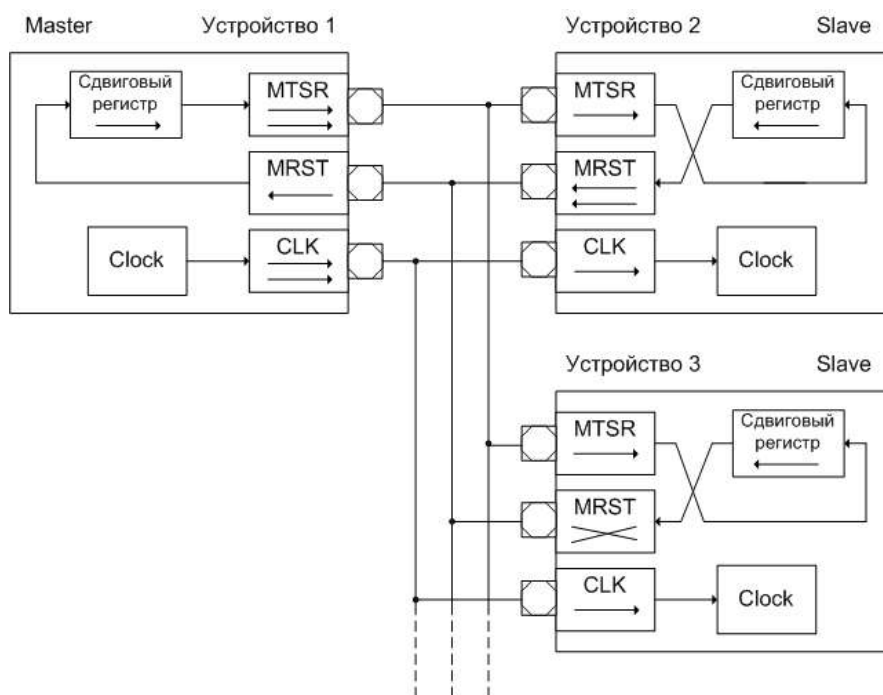 Master Устройство 1
Сдвиговый
регистр
MTSR
MRST
Clock
CLK
Устройство 2 Slave
MTSR
Сдвиговый
регистр
MRST
CLK
Clock
Устройство 3 Slave
MTSR
Сдвиговый
регистр
MRST
CLK
Clock